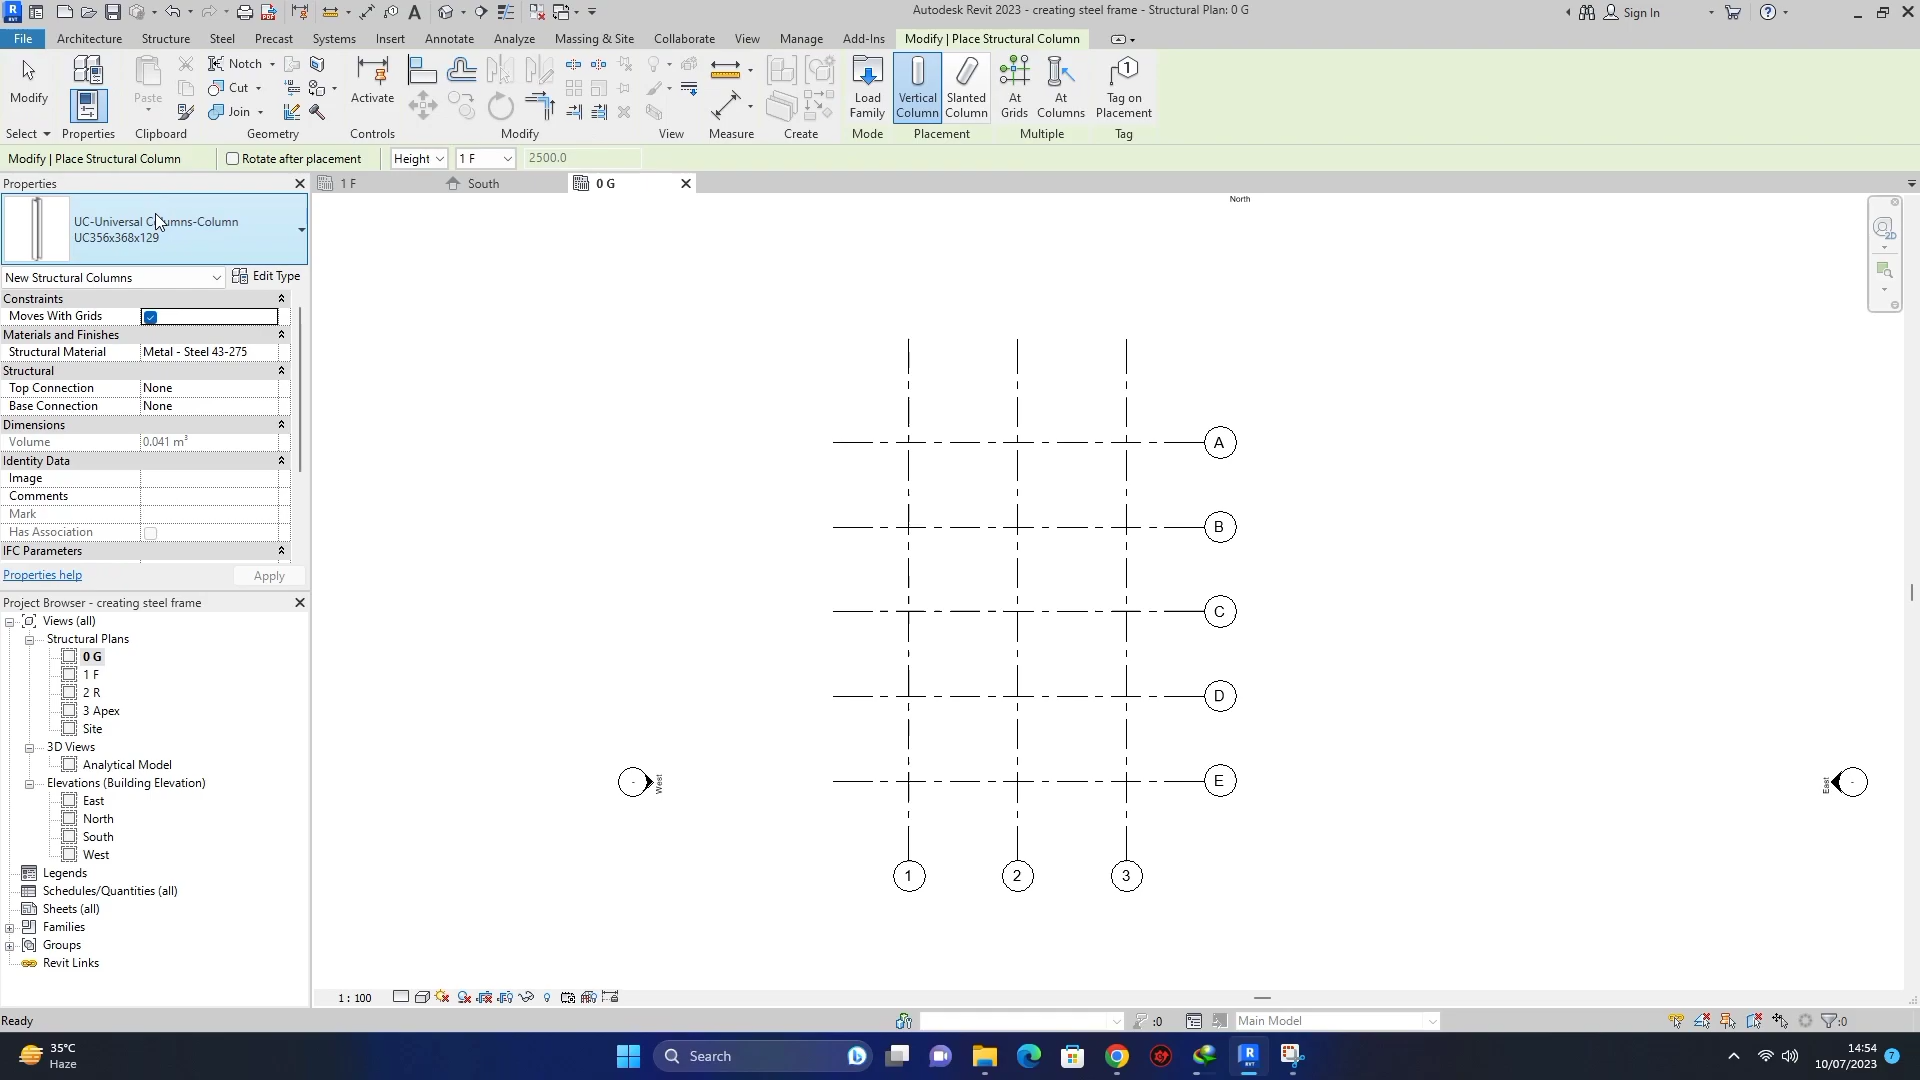 Autodesk Revit 2023 - creating steel frame - Structural Plan: 0 G
Sign In
File Architecture Structure Steel Precast Systems Insert Annotate Analyze Massing & Site Collaborate View Manage Add-Ins Modify | Place Structural Column
Modify
Paste
Notch
Cut
Join
Activate
Load Family
Vertical Column
Slanted Column
At Grids
At Columns
Tag on Placement
Select Properties Clipboard Geometry Controls Modify View Measure Create Mode Placement Multiple Tag
Modify | Place Structural Column Rotate after placement Height 1 F 2500.0
Properties
1 F
South
0 G
UC-Universal Columns-Column
UC356x368x129
New Structural Columns Edit Type
Constraints
Moves With Grids
Materials and Finishes
Structural Material Metal - Steel 43-275
Structural
Top Connection None
Base Connection None
Dimensions
Volume 0.041 m³
Identity Data
Image
Comments
Mark
Has Association
IFC Parameters
Properties help Apply
Project Browser - creating steel frame
Views (all)
Structural Plans
0 G
1 F
2 R
3 Apex
Site
3D Views
Analytical Model
Elevations (Building Elevation)
East
North
South
West
Legends
Schedules/Quantities (all)
Sheets (all)
Families
Groups
Revit Links
North
A
B
C
D
E
West
East
1 2 3
1 : 100
Ready
:0
Main Model
:0
35°C
Haze
Search
14:54
10/07/2023
7